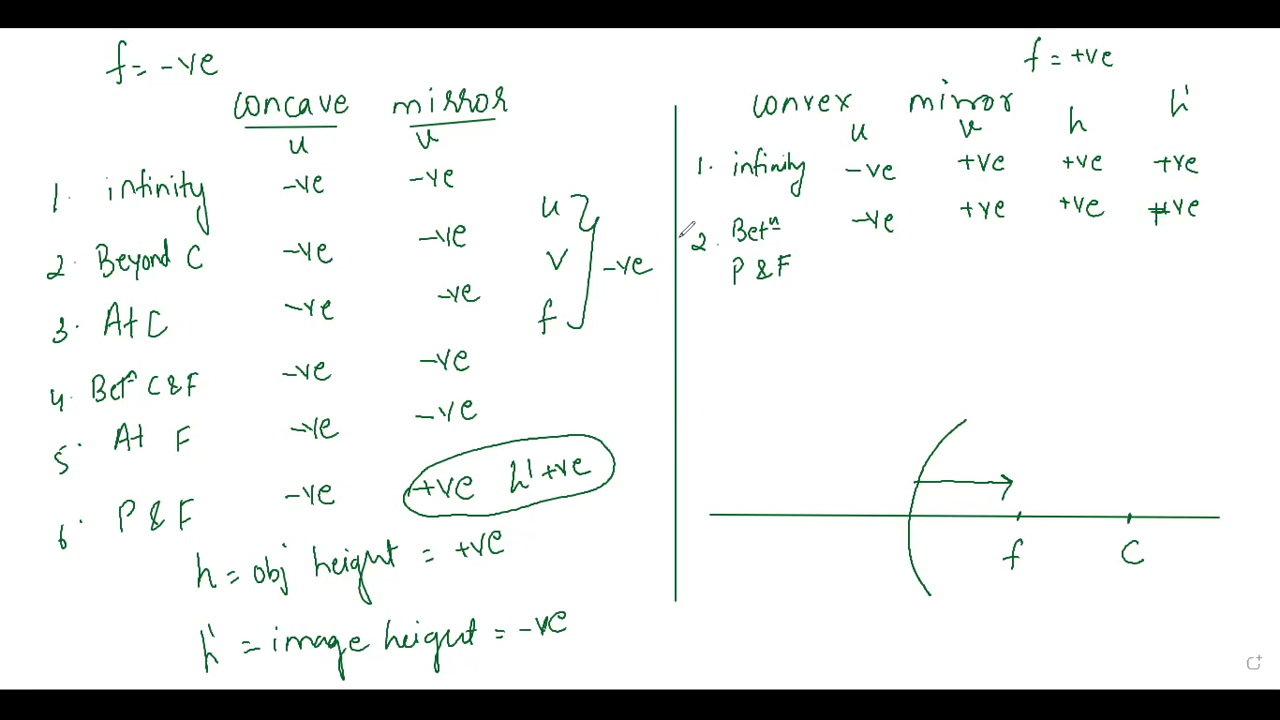 f = -ve
concave mirror
u v
1. infinity -ve -ve
2. Beyond C -ve -ve
3. At C -ve -ve
4. Betn C & F -ve -ve
5. At F -ve -ve
6. P & F -ve +ve h' +ve
u
v
f
-ve
h = obj height = +ve
h' = image height = -ve
f = +ve
convex mirror
u v h h'
1. infinity -ve +ve +ve +ve
2. Betn -ve +ve +ve +ve
P & F
f C